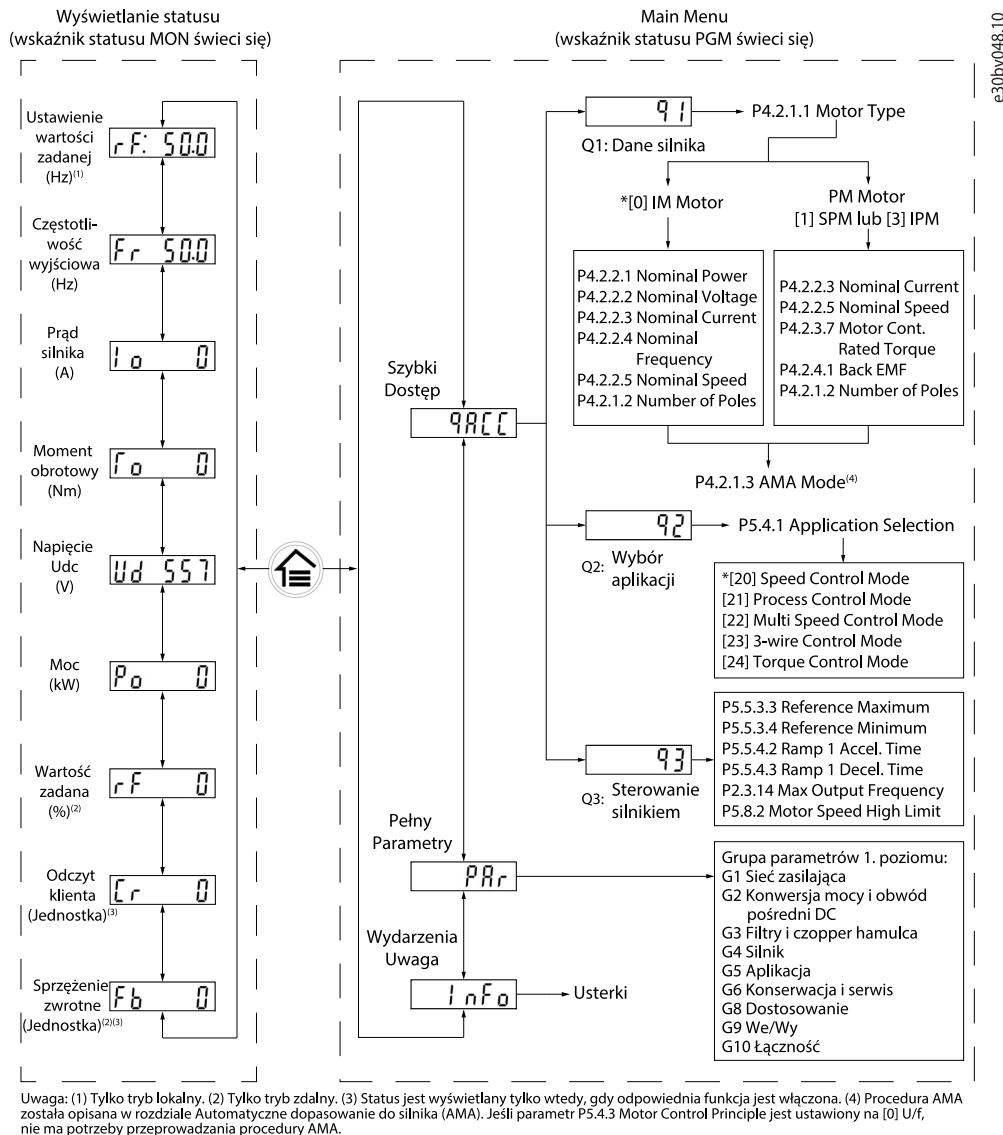 Wyświetlanie statusu
(wskaźnik statusu MON świeci się)
Main Menu
(wskaźnik statusu PGM świeci się)
e30bv048.10
Ustawienie
wartości
zadanej
(Hz)(1)
rF: 50.0
Częstotli-
wość
wyjściowa
(Hz)
Fr 50.0
Prąd
silnika
(A)
Io 0
Moment
obrotowy
(Nm)
To 0
Napięcie
Udc
(V)
Ud 557
Moc
(kW)
Po 0
Wartość
zadana
(%)(2)
rF 0
Odczyt
klienta
(Jednostka)(3)
Cr 0
Sprzężenie
zwrotne
(Jednostka)(2)(3)
Fb 0
Szybki
Dostęp
qACC
q1
Q1: Dane silnika
P4.2.1.1 Motor Type
*[0] IM Motor
PM Motor
[1] SPM lub [3] IPM
P4.2.2.1 Nominal Power
P4.2.2.2 Nominal Voltage
P4.2.2.3 Nominal Current
P4.2.2.4 Nominal
Frequency
P4.2.2.5 Nominal Speed
P4.2.1.2 Number of Poles
P4.2.2.3 Nominal Current
P4.2.2.5 Nominal Speed
P4.2.3.7 Motor Cont.
Rated Torque
P4.2.4.1 Back EMF
P4.2.1.2 Number of Poles
P4.2.1.3 AMA Mode(4)
q2
Q2: Wybór
aplikacji
P5.4.1 Application Selection
*[20] Speed Control Mode
[21] Process Control Mode
[22] Multi Speed Control Mode
[23] 3-wire Control Mode
[24] Torque Control Mode
q3
Q3: Sterowanie
silnikiem
P5.5.3.3 Reference Maximum
P5.5.3.4 Reference Minimum
P5.5.4.2 Ramp 1 Accel. Time
P5.5.4.3 Ramp 1 Decel. Time
P2.3.14 Max Output Frequency
P5.8.2 Motor Speed High Limit
Pełny
Parametry
PAr
Grupa parametrów 1. poziomu:
G1 Sieć zasilająca
G2 Konwersja mocy i obwód
pośredni DC
G3 Filtry i czopper hamulca
G4 Silnik
G5 Aplikacja
G6 Konserwacja i serwis
G8 Dostosowanie
G9 We/Wy
G10 Łączność
Wydarzenia
Uwaga
InFo
Usterki
Uwaga: (1) Tylko tryb lokalny. (2) Tylko tryb zdalny. (3) Status jest wyświetlany tylko wtedy, gdy odpowiednia funkcja jest włączona. (4) Procedura AMA
została opisana w rozdziale Automatyczne dopasowanie do silnika (AMA). Jeśli parametr P5.4.3 Motor Control Principle jest ustawiony na [0] U/f,
nie ma potrzeby przeprowadzania procedury AMA.